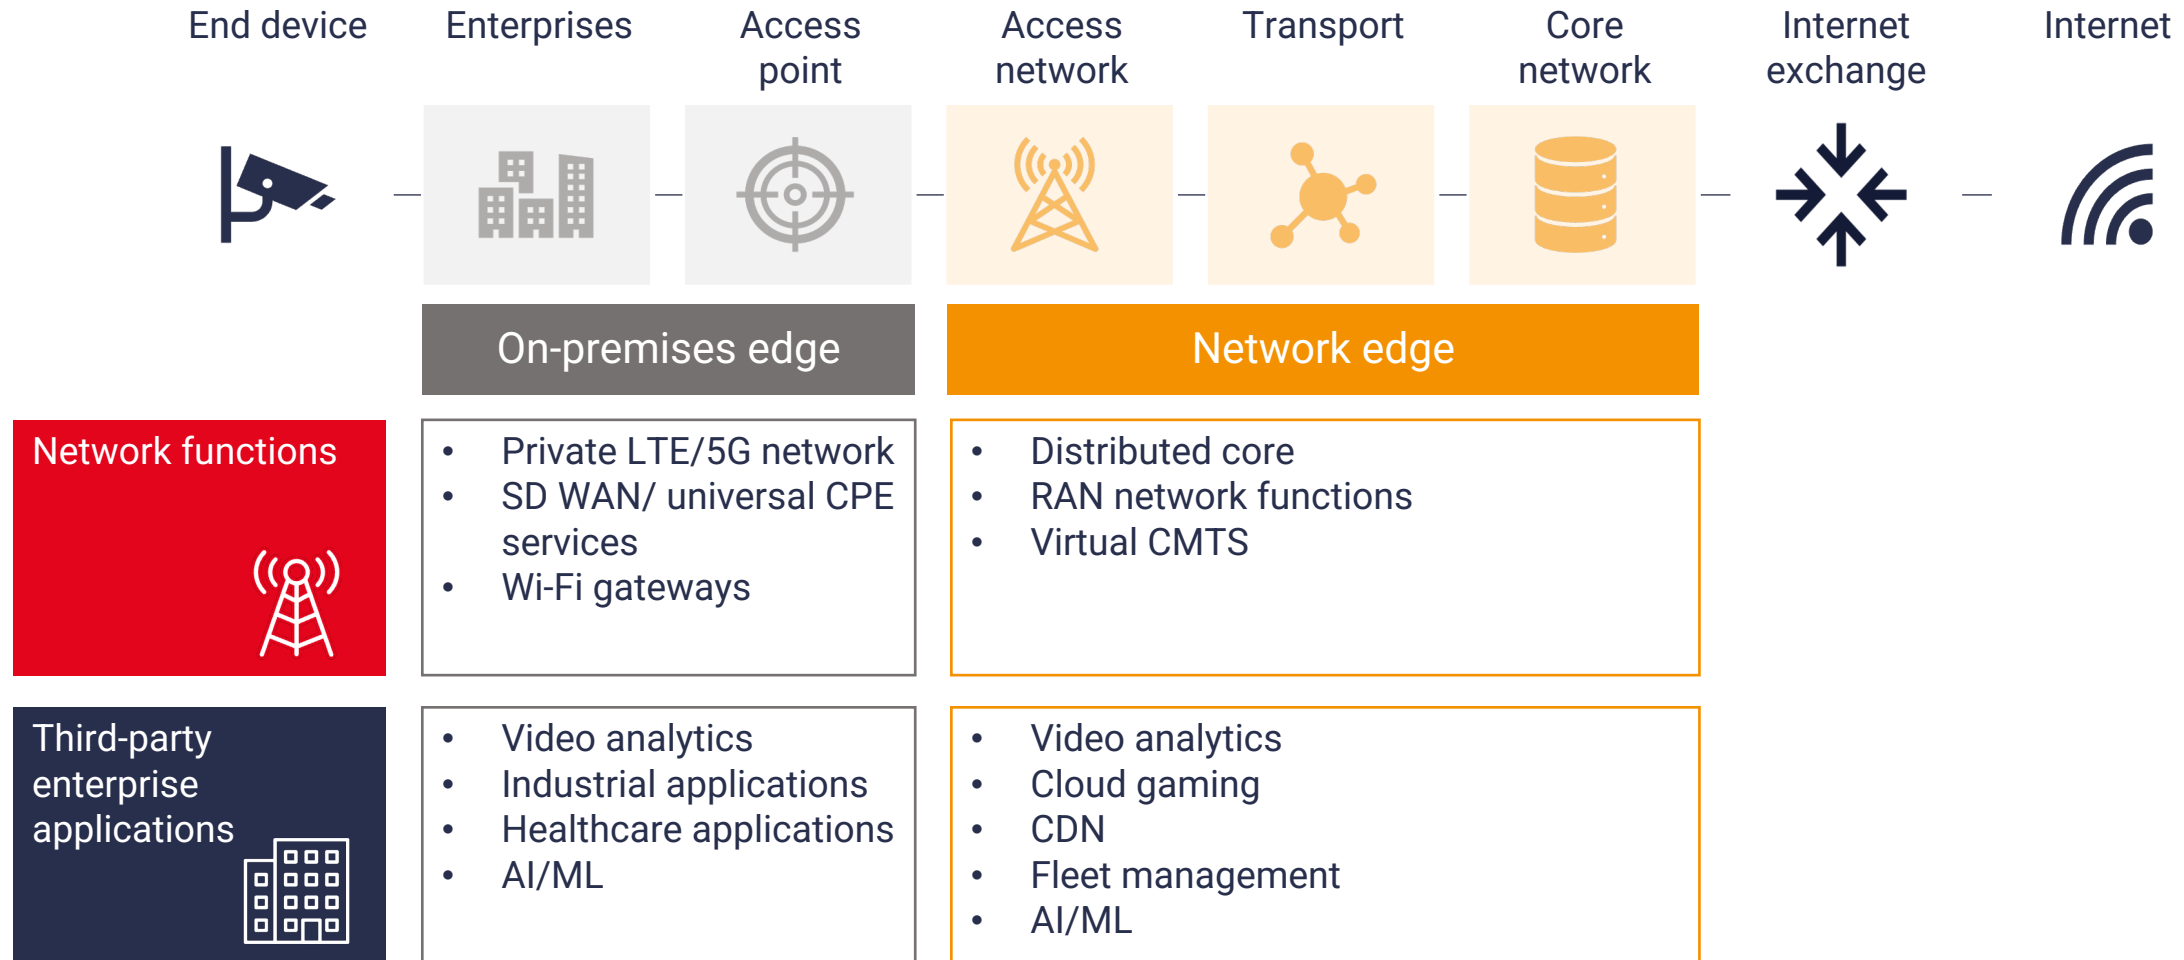 End device
Enterprises
Access
point
Access
network
Transport
Core
network
Internet
exchange
Internet
On-premises edge
Network edge
Network functions
• Private LTE/5G network
• SD WAN/ universal CPE
services
• Wi-Fi gateways
• Distributed core
• RAN network functions
• Virtual CMTS
Third-party
enterprise
applications
• Video analytics
• Industrial applications
• Healthcare applications
• AI/ML
• Video analytics
• Cloud gaming
• CDN
• Fleet management
• AI/ML